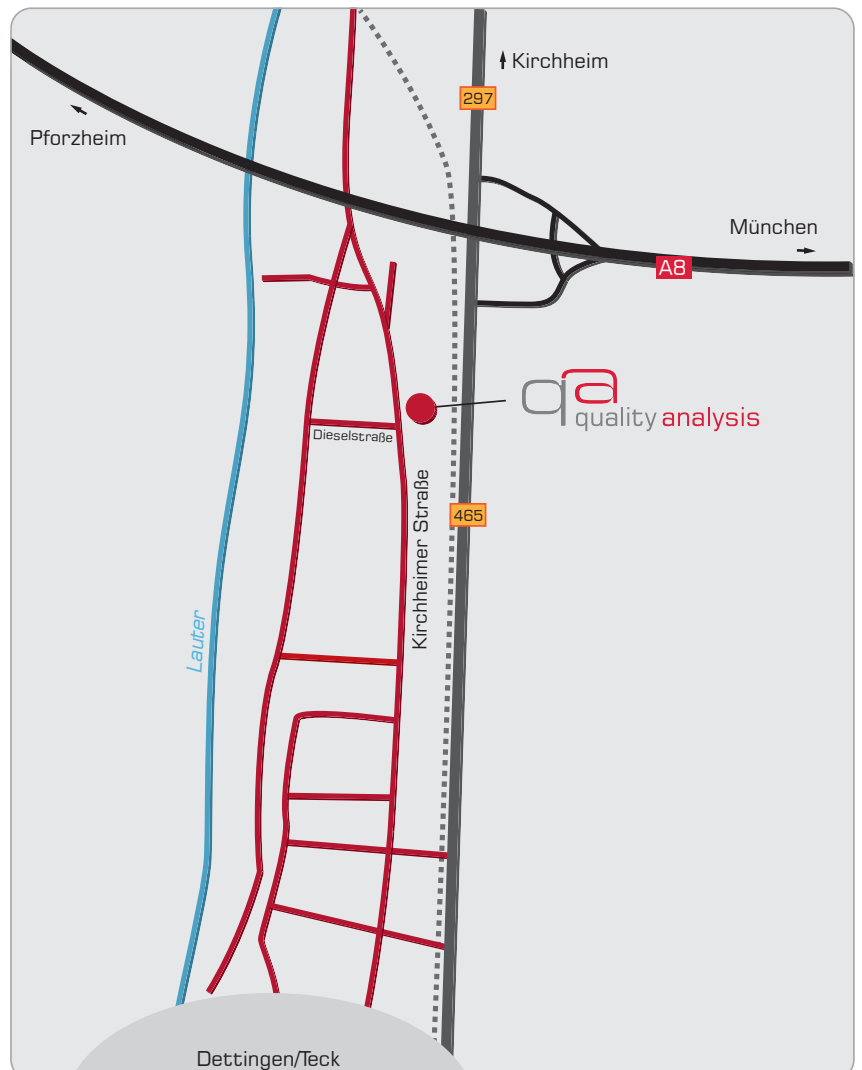 Kirchheim
297
Pforzheim
München
A8
qa
quality analysis
Dieselstraße
Kirchheimer Straße
465
Lauter
Dettingen/Teck